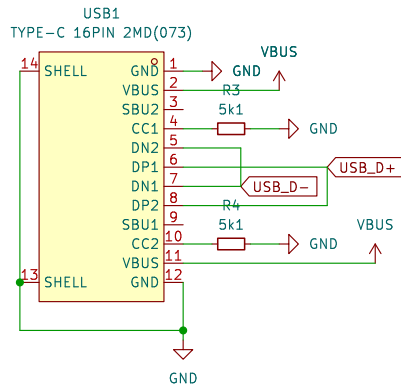 USB1
TYPE-C 16PIN 2MD(073)
VBUS
14 SHELL GND 1 GND
VBUS 2 R3
SBU2 3 5k1
CC1 4 GND
DN2 5
DP1 6 USB_D+
DN1 7 USB_D-
DP2 8 R4
SBU1 9 5k1 VBUS
CC2 10 GND
VBUS 11
13 SHELL GND 12
GND